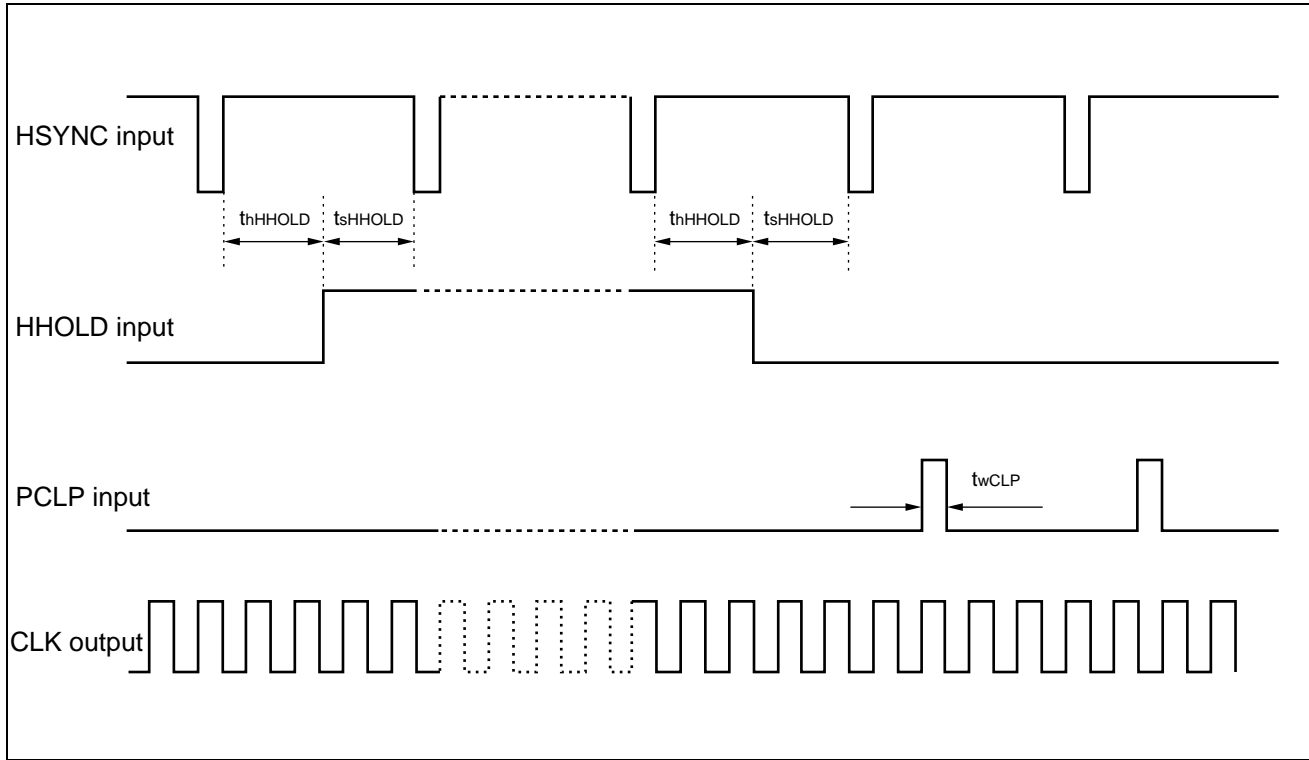 HSYNC input
thHHOLD tsHHOLD thHHOLD tsHHOLD
HHOLD input
PCLP input
twCLP
CLK output